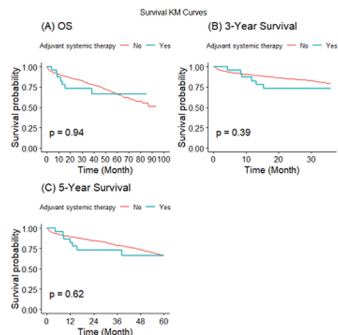 Survival KM Curves
(A) OS
Adjuvant systemic therapy No Yes
Survival probability
1.00
0.75
0.50
0.25
0.00
p = 0.94
0 10 20 30 40 50 60 70 80 90 100
Time (Month)
(B) 3-Year Survival
Adjuvant systemic therapy No Yes
Survival probability
1.00
0.75
0.50
0.25
0.00
p = 0.39
0 10 20 30
Time (Month)
(C) 5-Year Survival
Adjuvant systemic therapy No Yes
Survival probability
1.00
0.75
0.50
0.25
0.00
p = 0.62
0 12 24 36 48 60
Time (Month)